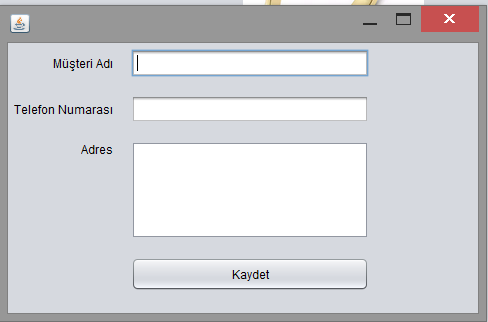 Müşteri Adı
Telefon Numarası
Adres
Kaydet